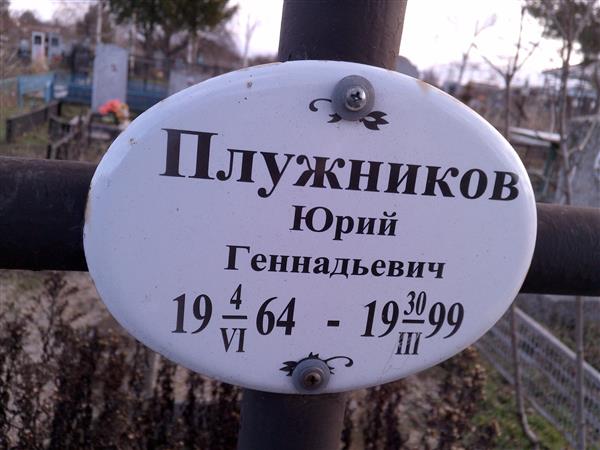 Плужников
Юрий
Геннадьевич
19 4/VI 64 - 19 30/III 99